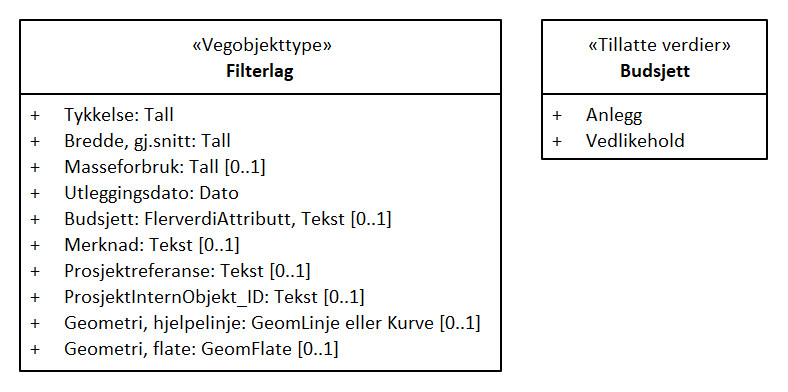 «Vegobjekttype»
Filterlag
+ Tykkelse: Tall
+ Bredde, gj.snitt: Tall
+ Masseforbruk: Tall [0..1]
+ Utleggingsdato: Dato
+ Budsjett: FlerverdiAttributt, Tekst [0..1]
+ Merknad: Tekst [0..1]
+ Prosjektreferanse: Tekst [0..1]
+ ProsjektInternObjekt_ID: Tekst [0..1]
+ Geometri, hjelpelinje: GeomLinje eller Kurve [0..1]
+ Geometri, flate: GeomFlate [0..1]
«Tillatte verdier»
Budsjett
+ Anlegg
+ Vedlikehold